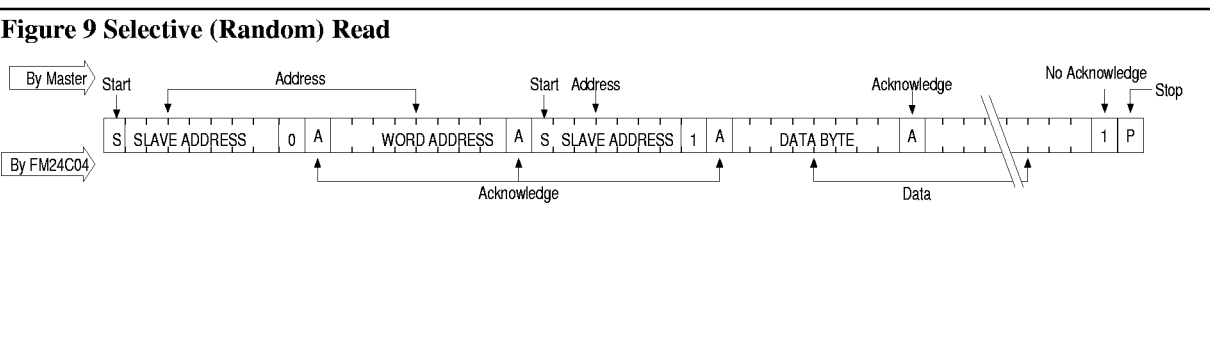 Figure 9 Selective (Random) Read
By Master
Start
Address
Start Address
Acknowledge
No Acknowledge
Stop
S SLAVE ADDRESS 0 A WORD ADDRESS A S SLAVE ADDRESS 1 A DATA BYTE A 1 P
By FM24C04
Acknowledge
Data